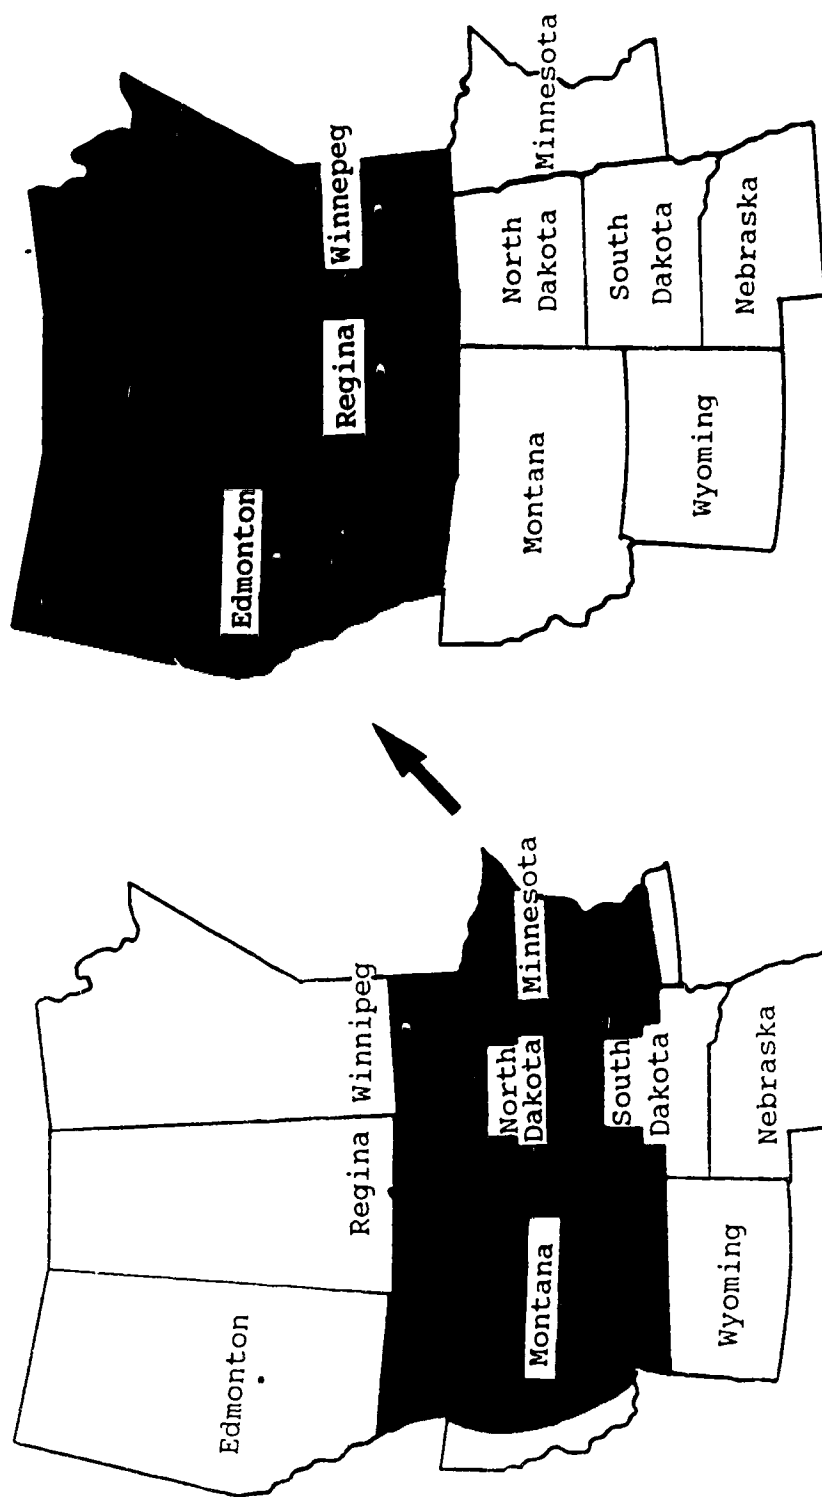 Edmonton
Regina
Winnipeg
Montana
North
Dakota
Minnesota
South
Dakota
Wyoming
Nebraska
Edmonton
Regina
Winnepeg
Montana
North
Dakota
Minnesota
South
Dakota
Wyoming
Nebraska